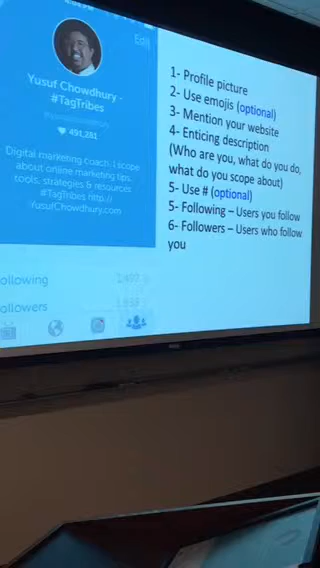 Edit
Yusuf Chowdhury -
#TagTribes
491,281
Digital marketing coach. I scope
about online marketing tips,
tools, strategies & resources
#TagTribes http://
YusufChowdhury.com
ollowing
ollowers
1- Profile picture
2- Use emojis (optional)
3- Mention your website
4- Enticing description
(Who are you, what do you do,
what do you scope about)
5- Use # (optional)
5- Following – Users you follow
6- Followers – Users who follow
you